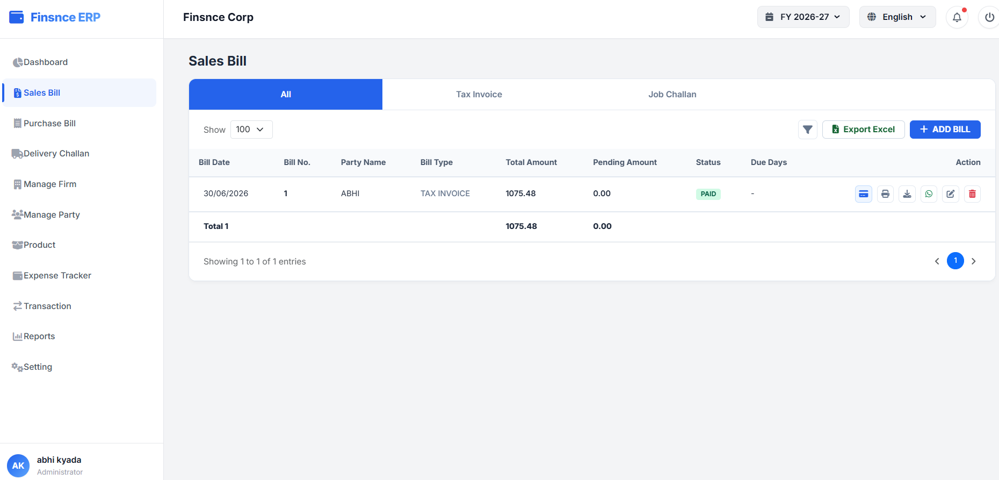 Finsnce ERP
Finsnce Corp
FY 2026-27
English
Dashboard
Sales Bill
Purchase Bill
Delivery Challan
Manage Firm
Manage Party
Product
Expense Tracker
Transaction
Reports
Setting
AK
abhi kyada
Administrator
Sales Bill
All
Tax Invoice
Job Challan
Show 100
Export Excel
+ ADD BILL
Bill Date Bill No. Party Name Bill Type Total Amount Pending Amount Status Due Days Action
30/06/2026 1 ABHI TAX INVOICE 1075.48 0.00 PAID -
Total 1 1075.48 0.00
Showing 1 to 1 of 1 entries
1